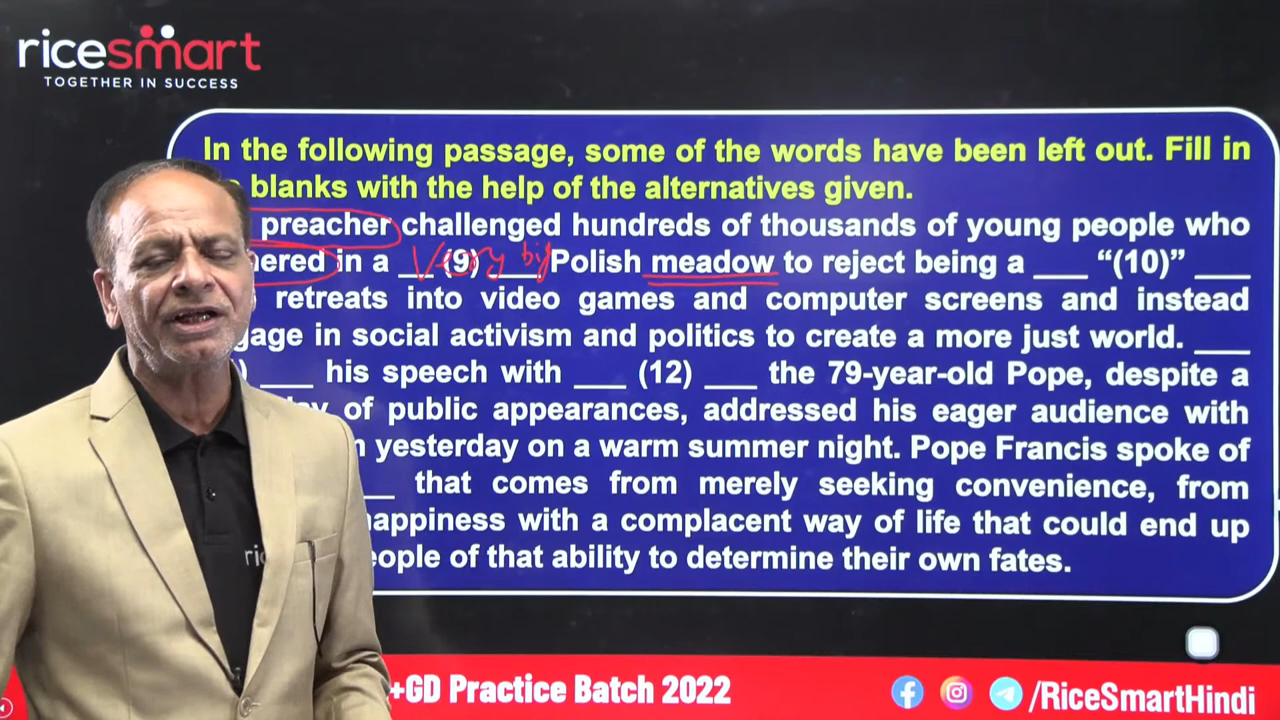 ricesmart
TOGETHER IN SUCCESS
In the following passage, some of the words have been left out. Fill in
blanks with the help of the alternatives given.
preacher challenged hundreds of thousands of young people who
in a ___ (9) ___ Polish meadow to reject being a ___ “(10)” ___
Very big
retreats into video games and computer screens and instead
in social activism and politics to create a more just world. ___
___ his speech with ___ (12) ___ the 79-year-old Pope, despite a
of public appearances, addressed his eager audience with
yesterday on a warm summer night. Pope Francis spoke of
___ that comes from merely seeking convenience, from
happiness with a complacent way of life that could end up
of that ability to determine their own fates.
+GD Practice Batch 2022
/RiceSmartHindi